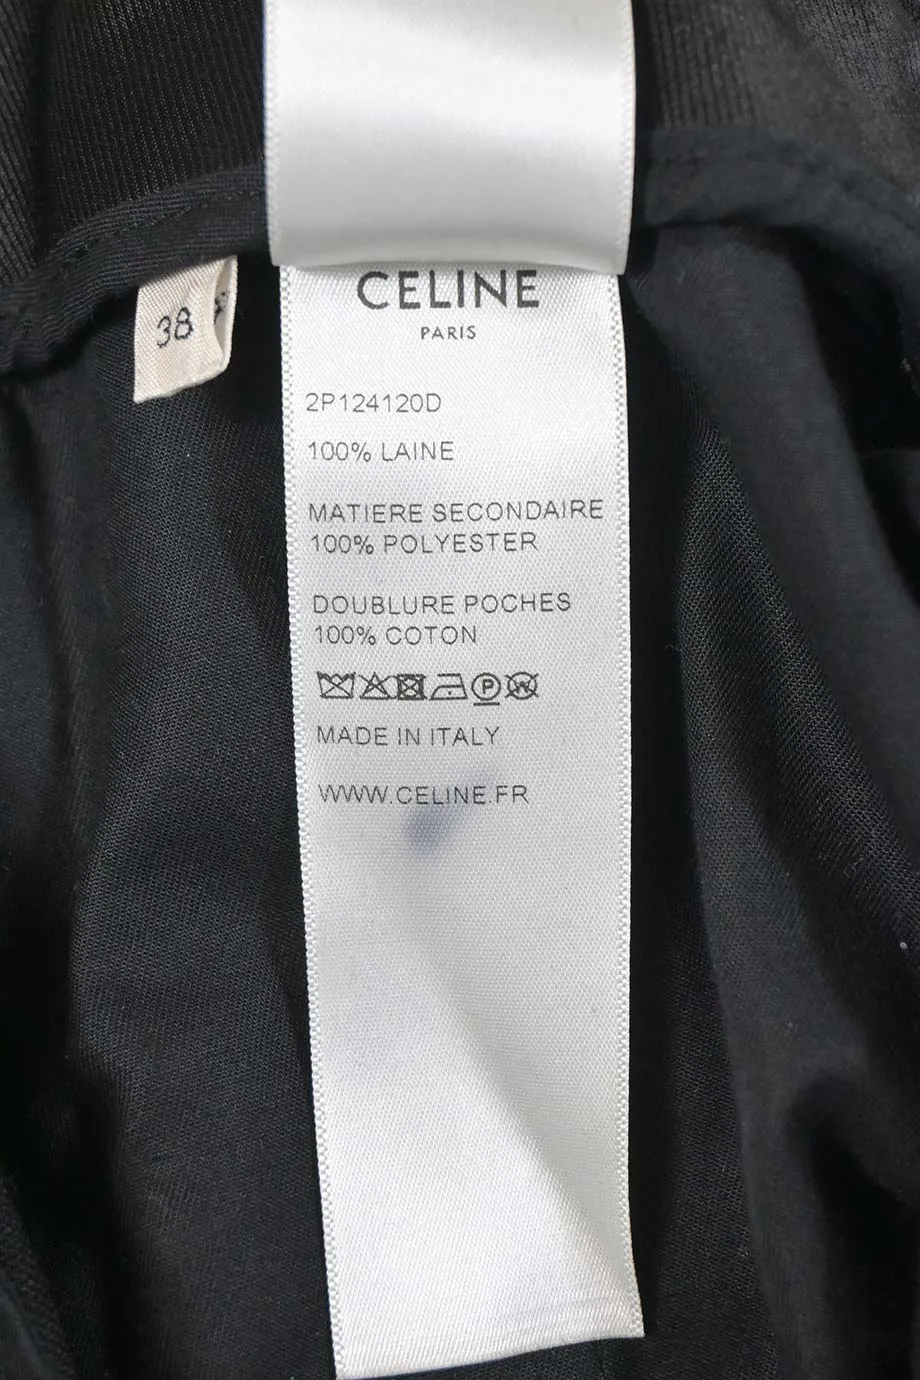 CELINE
PARIS
38
2P124120D
100% LAINE
MATIERE SECONDAIRE
100% POLYESTER
DOUBLURE POCHES
100% COTON
P W
MADE IN ITALY
WWW.CELINE.FR